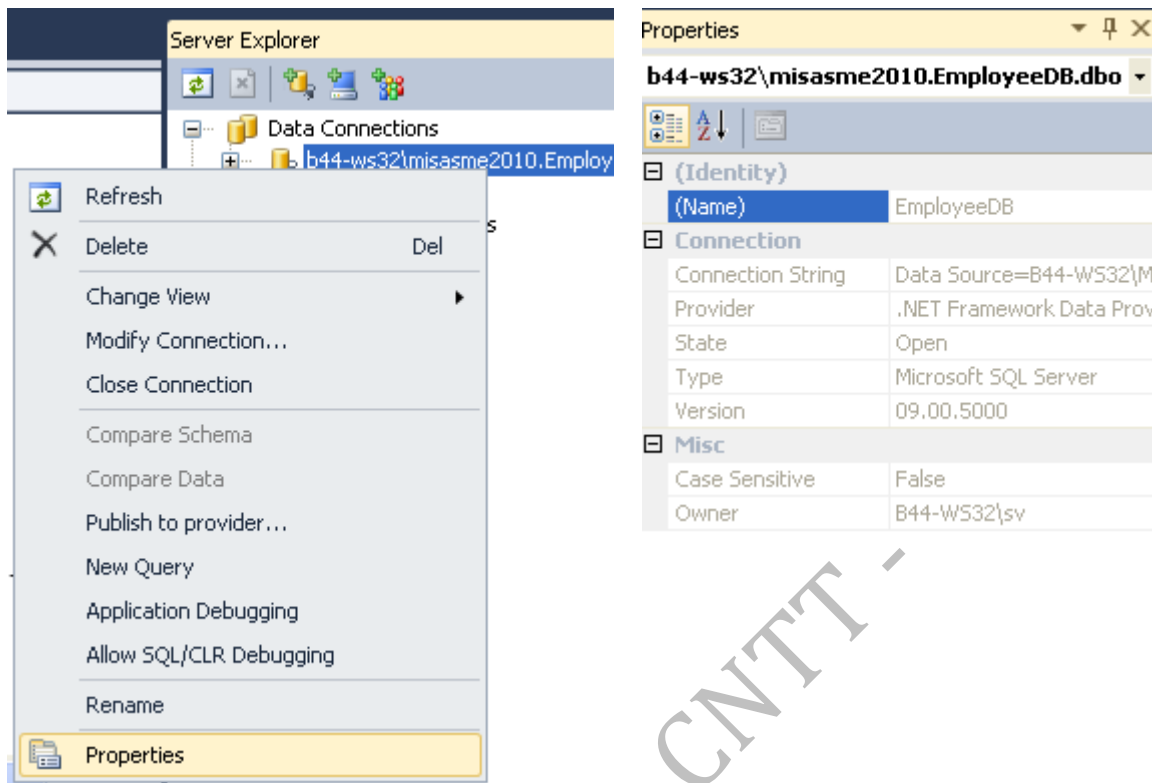 Server Explorer
Data Connections
b44-ws32\misasme2010.Employ
s
Refresh
Delete Del
Change View
Modify Connection...
Close Connection
Compare Schema
Compare Data
Publish to provider...
New Query
Application Debugging
Allow SQL/CLR Debugging
Rename
Properties
Properties
b44-ws32\misasme2010.EmployeeDB.dbo
(Identity)
(Name) EmployeeDB
Connection
Connection String Data Source=B44-WS32\M
Provider .NET Framework Data Prov
State Open
Type Microsoft SQL Server
Version 09.00.5000
Misc
Case Sensitive False
Owner B44-WS32\sv
CNTT -